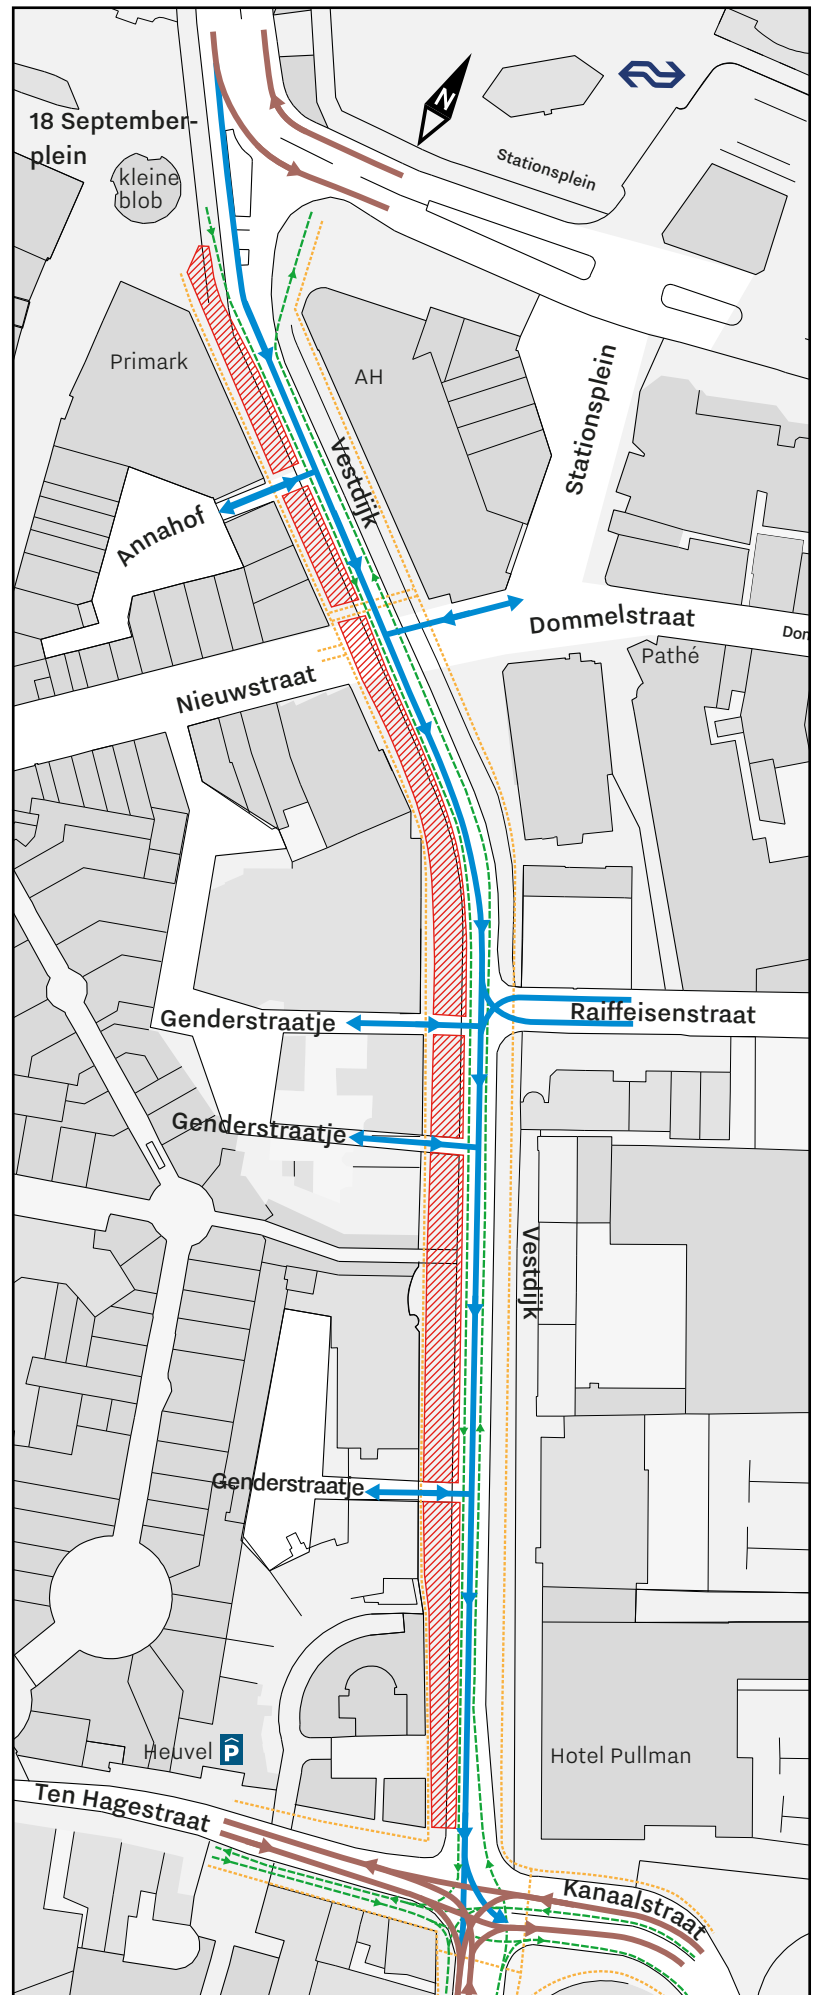 N
Stationsplein
18 September-
plein
kleine
blob
Primark
AH
Stationsplein
Vestdijk
Annahof
Dommelstraat
Don
Pathé
Nieuwstraat
Raiffeisenstraat
Genderstraatje
Genderstraatje
Vestdijk
Genderstraatje
Heuvel P
Hotel Pullman
Ten Hagestraat
Kanaalstraat